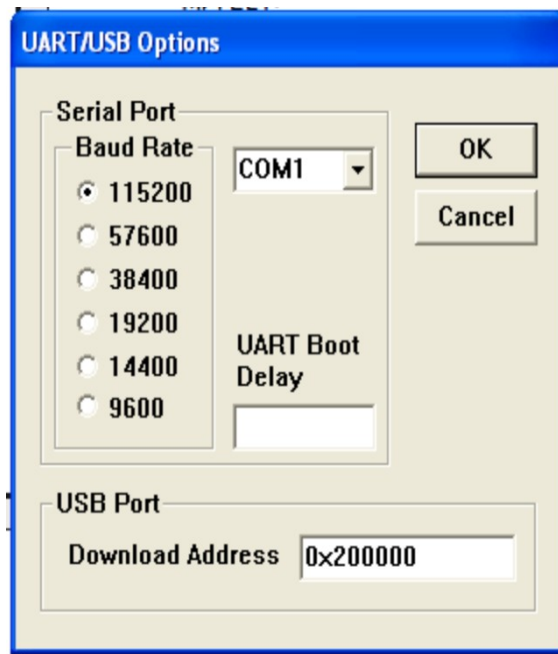 UART/USB Options
Serial Port
Baud Rate
115200
57600
38400
19200
14400
9600
COM1
UART Boot
Delay
OK
Cancel
USB Port
Download Address 0x200000